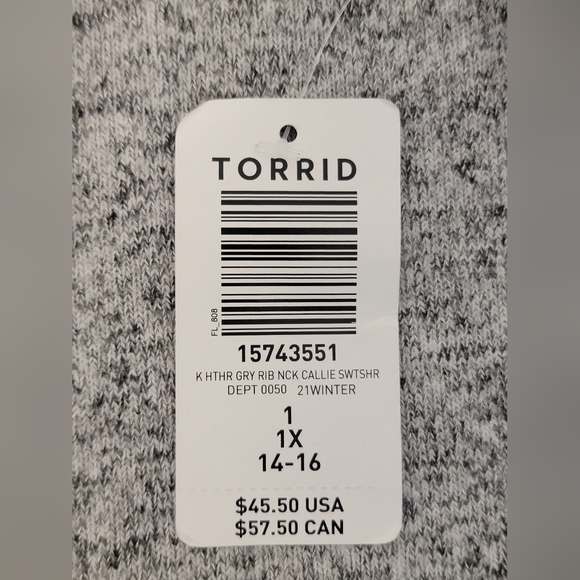 TORRID
FL_808
15743551
K HTHR GRY RIB NCK CALLIE SWTSHR
DEPT 0050 21WINTER
1
1X
14-16
$45.50 USA
$57.50 CAN